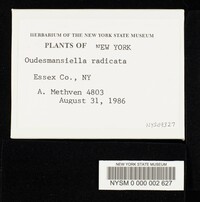 HERBARIUM OF THE NEW YORK STATE MUSEUM
PLANTS OF NEW YORK
Oudesmansiella radicata
Essex Co., NY
A. Methven 4803
August 31, 1986
NEW YORK STATE MUSEUM
NYSM 0 000 002 627